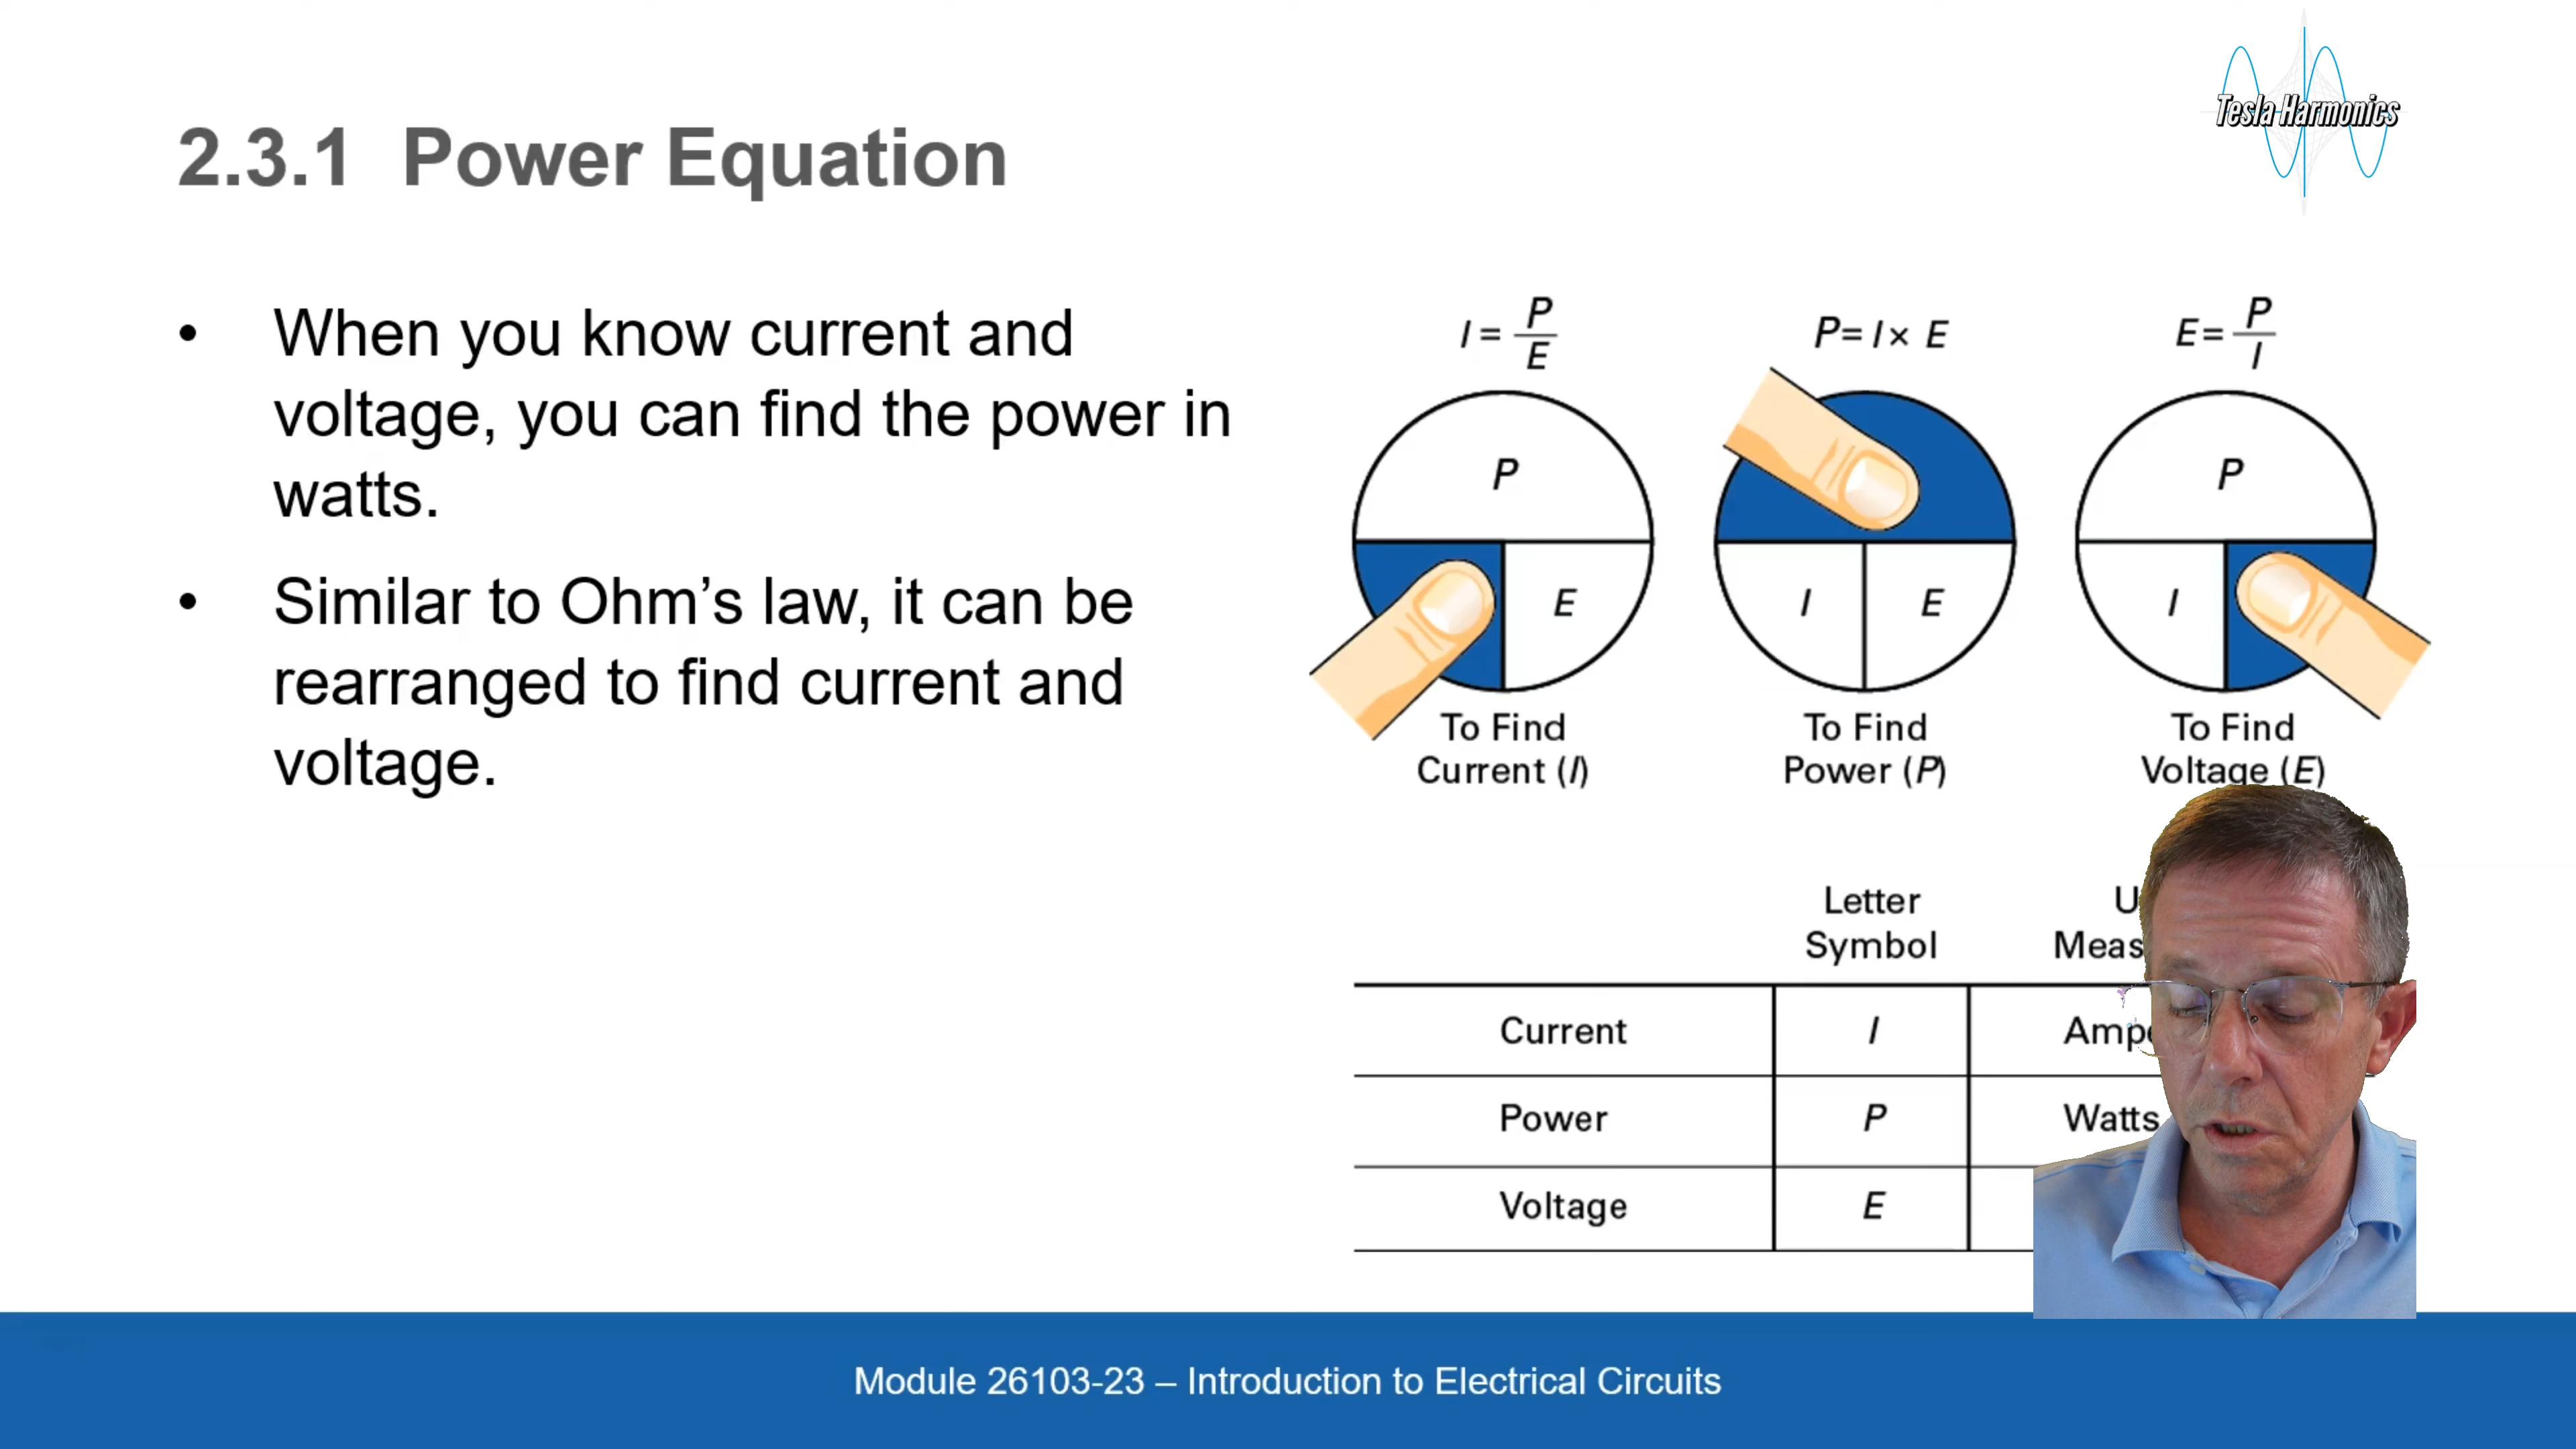 Tesla Harmonics
2.3.1 Power Equation
• When you know current and
voltage, you can find the power in
watts.
• Similar to Ohm’s law, it can be
rearranged to find current and
voltage.
I = P/E
P = I × E
E = P/I
P
E
P
I
I
E
To Find
Current (I)
To Find
Power (P)
To Find
Voltage (E)
Letter
Symbol
Current I
Power P Watts
Voltage E
Module 26103-23 – Introduction to Electrical Circuits